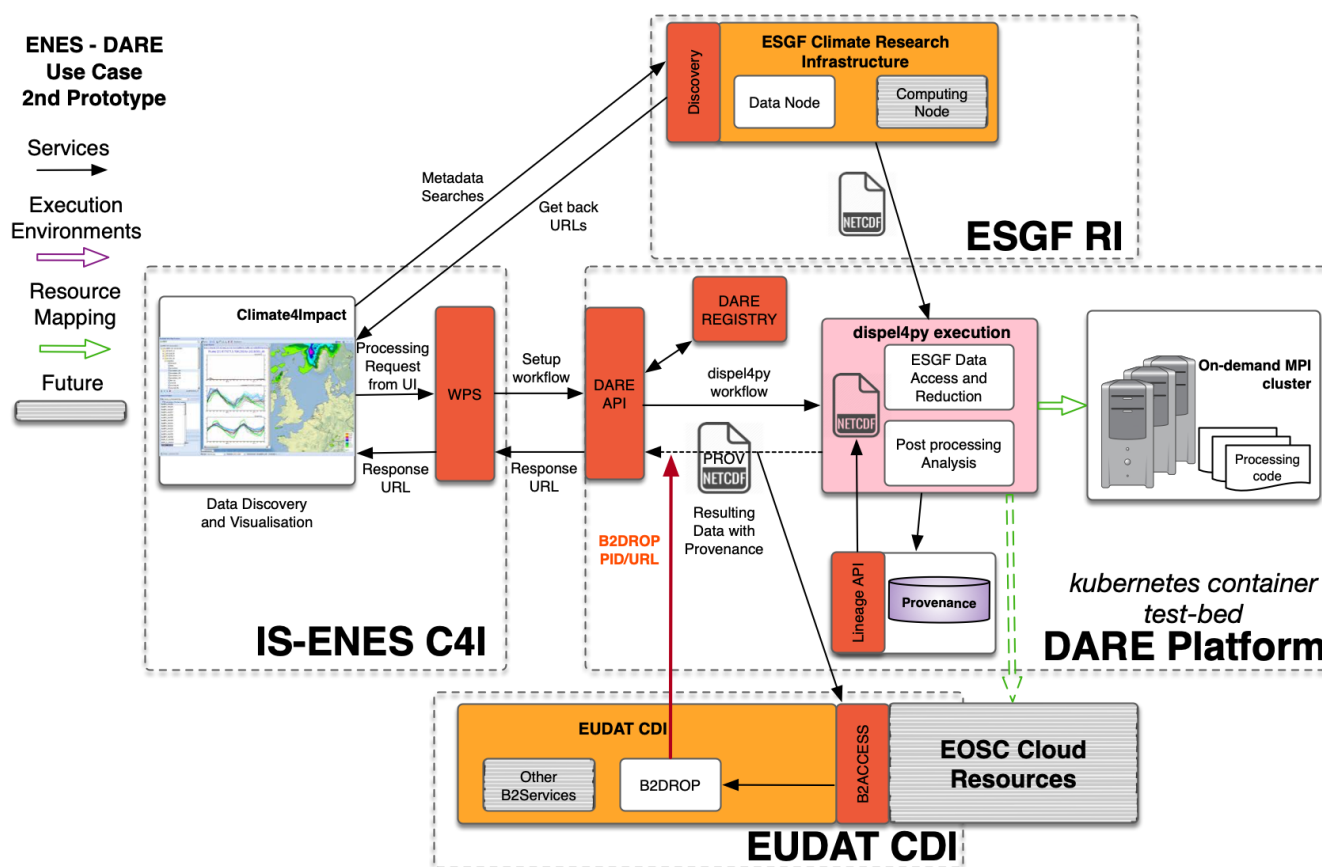 ENES - DARE
Use Case
2nd Prototype
Services
Execution
Environments
Resource
Mapping
Future
Discovery
ESGF Climate Research
Infrastructure
Data Node
Computing
Node
Metadata
Searches
Get back
URLs
NETCDF
ESGF RI
Climate4Impact
Processing
Request
from UI
WPS
Response
URL
Data Discovery
and Visualisation
IS-ENES C4I
Setup
workflow
Response
URL
DARE
API
DARE
REGISTRY
dispel4py
workflow
PROV
NETCDF
Resulting
Data with
Provenance
B2DROP
PID/URL
dispel4py execution
ESGF Data
Access and
Reduction
NETCDF
Post processing
Analysis
Lineage API
Provenance
On-demand MPI
cluster
Processing
code
kubernetes container
test-bed
DARE Platform
EUDAT CDI
Other
B2Services
B2DROP
B2ACCESS
EOSC Cloud
Resources
EUDAT CDI